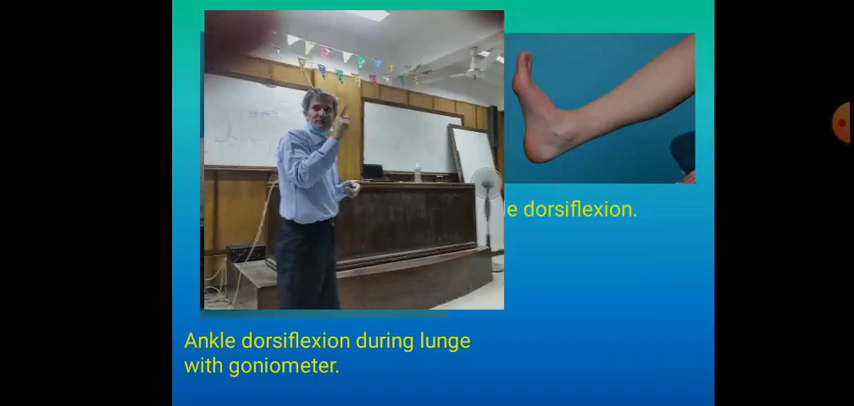 e dorsiflexion.
Ankle dorsiflexion during lunge
with goniometer.